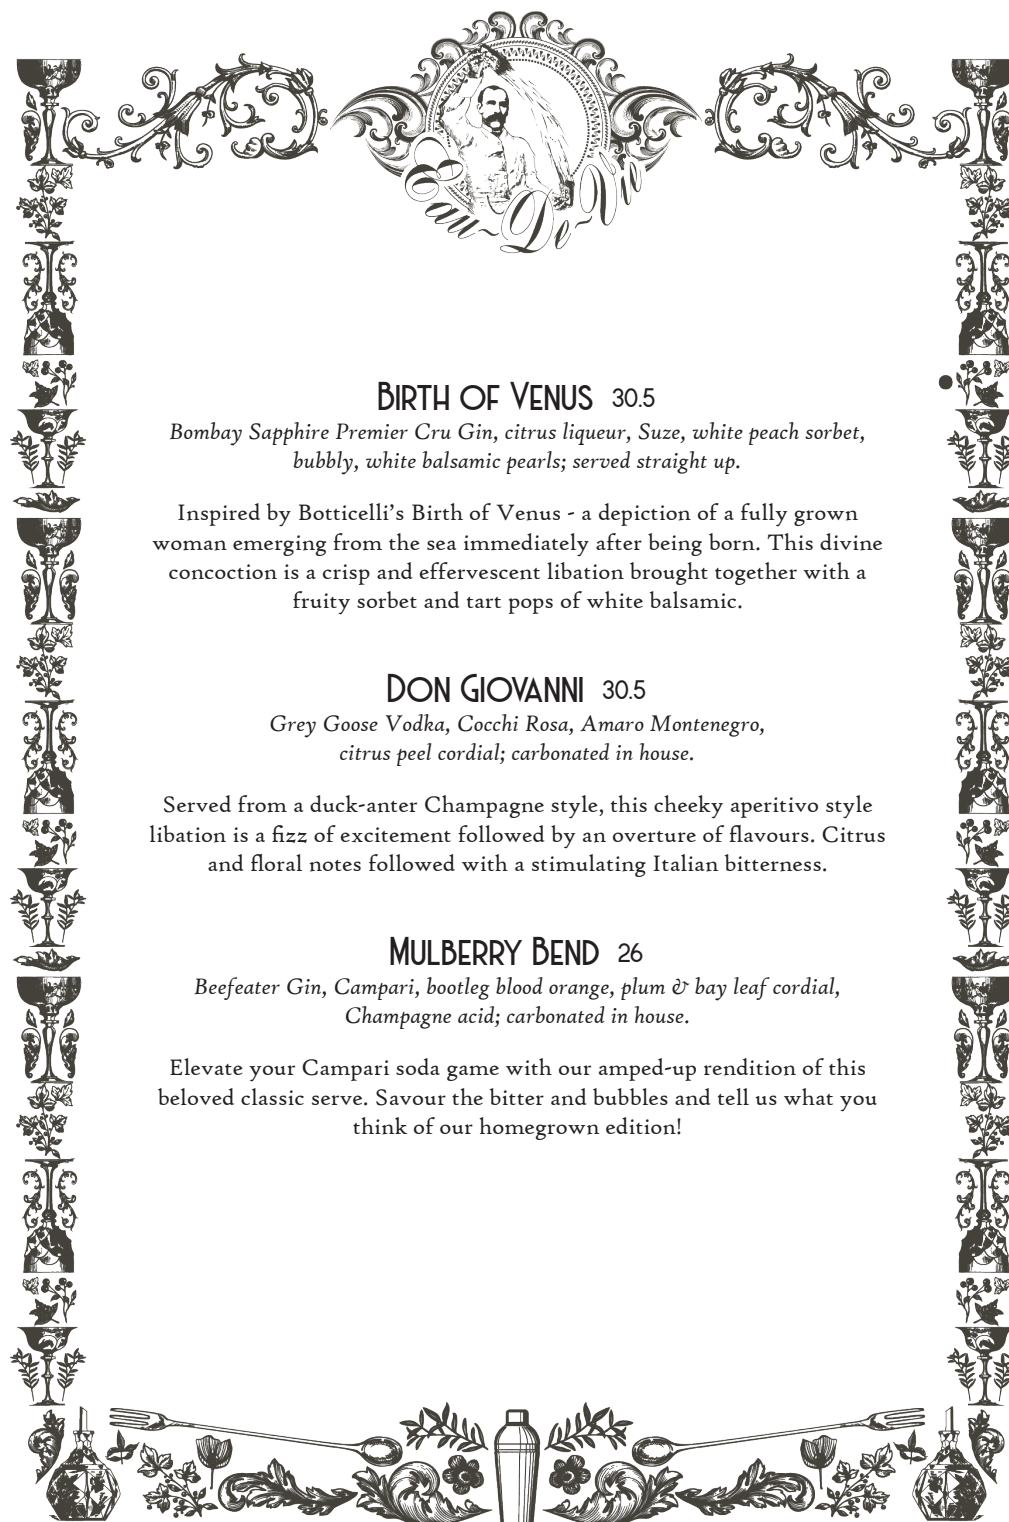 Eau-De-Vie
BIRTH OF VENUS 30.5
Bombay Sapphire Premier Cru Gin, citrus liqueur, Suze, white peach sorbet,
bubbly, white balsamic pearls; served straight up.
Inspired by Botticelli's Birth of Venus - a depiction of a fully grown
woman emerging from the sea immediately after being born. This divine
concoction is a crisp and effervescent libation brought together with a
fruity sorbet and tart pops of white balsamic.
DON GIOVANNI 30.5
Grey Goose Vodka, Cocchi Rosa, Amaro Montenegro,
citrus peel cordial; carbonated in house.
Served from a duck-anter Champagne style, this cheeky aperitivo style
libation is a fizz of excitement followed by an overture of flavours. Citrus
and floral notes followed with a stimulating Italian bitterness.
MULBERRY BEND 26
Beefeater Gin, Campari, bootleg blood orange, plum & bay leaf cordial,
Champagne acid; carbonated in house.
Elevate your Campari soda game with our amped-up rendition of this
beloved classic serve. Savour the bitter and bubbles and tell us what you
think of our homegrown edition!